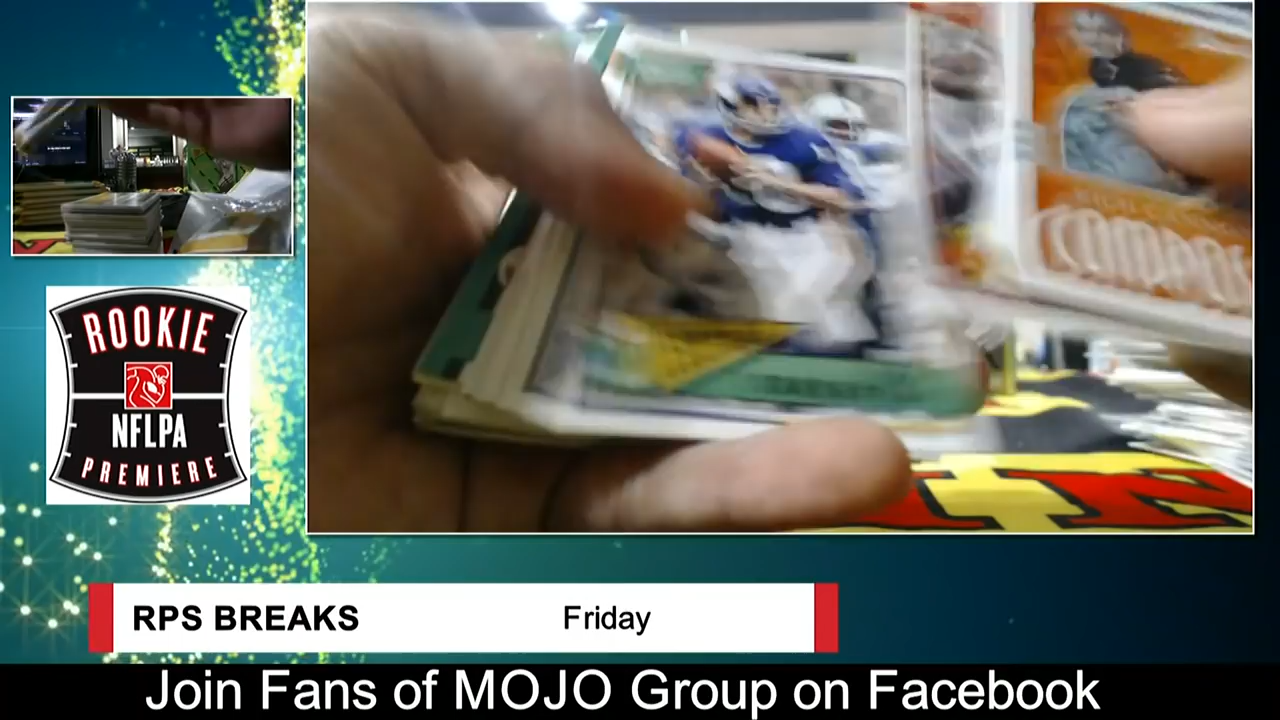 ROOKIE
NFLPA
PREMIERE
RPS BREAKS
Friday
Join Fans of MOJO Group on Facebook